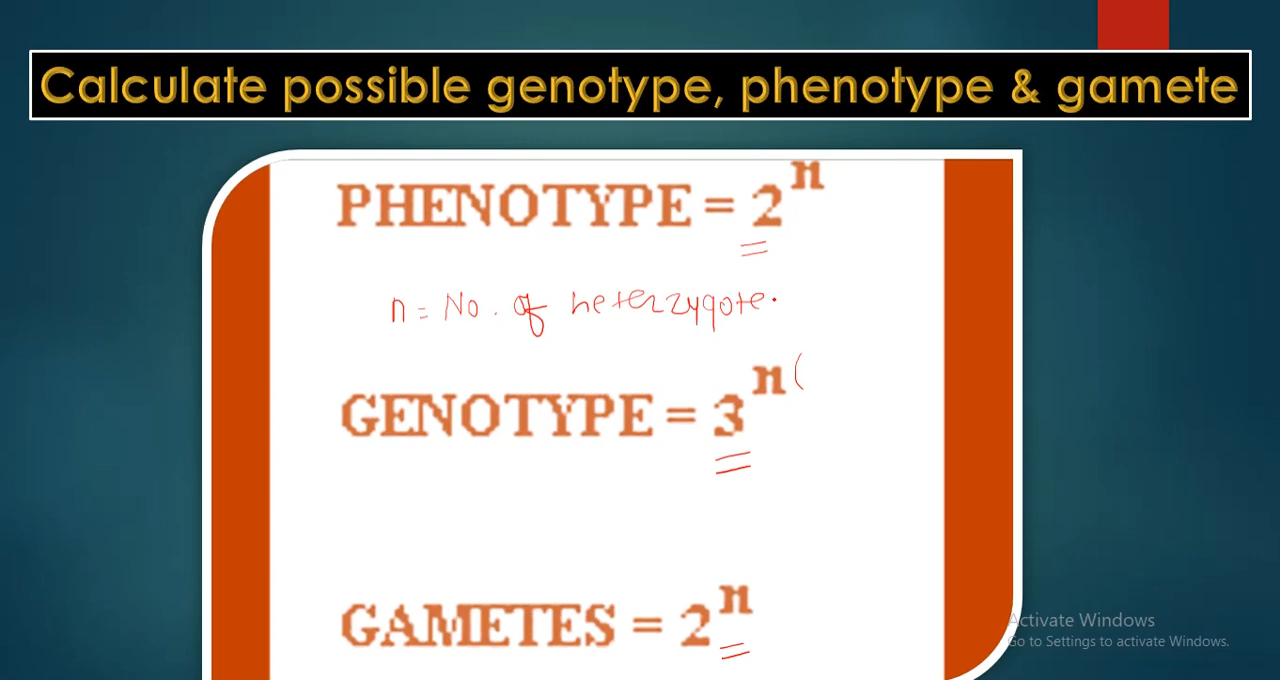 Calculate possible genotype, phenotype & gamete
PHENOTYPE = 2ⁿ
n = No. of heterzygote.
GENOTYPE = 3ⁿ (
GAMETES = 2ⁿ
Activate Windows
Go to Settings to activate Windows.